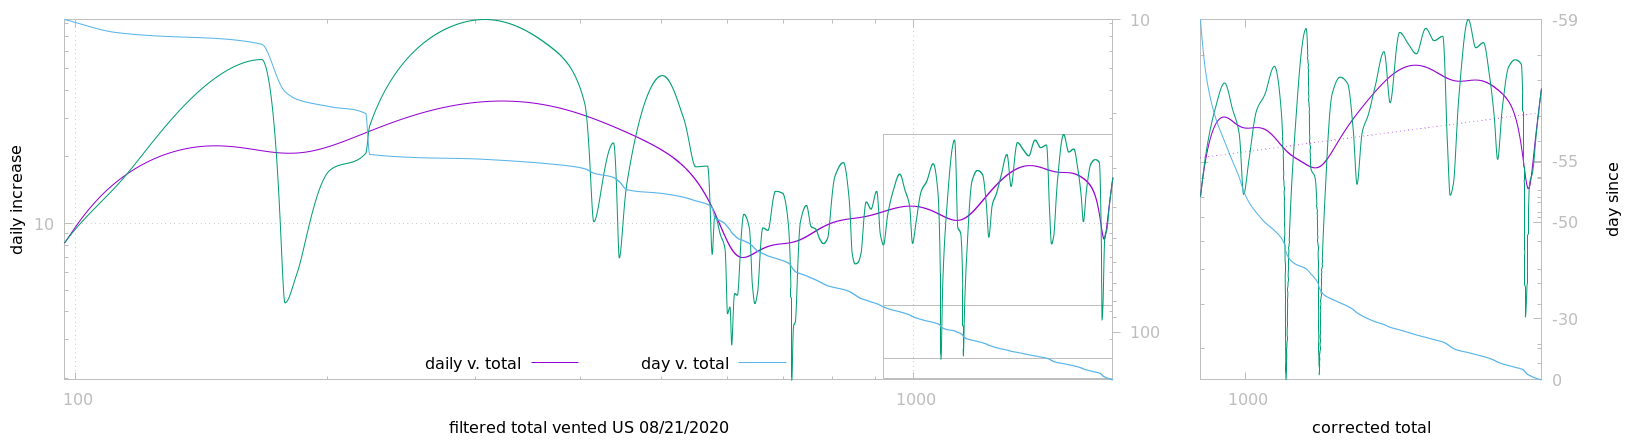 10
-59
daily increase
10
-55
-50
day since
-30
100
daily v. total
day v. total
0
100
1000
1000
filtered total vented US 08/21/2020
corrected total